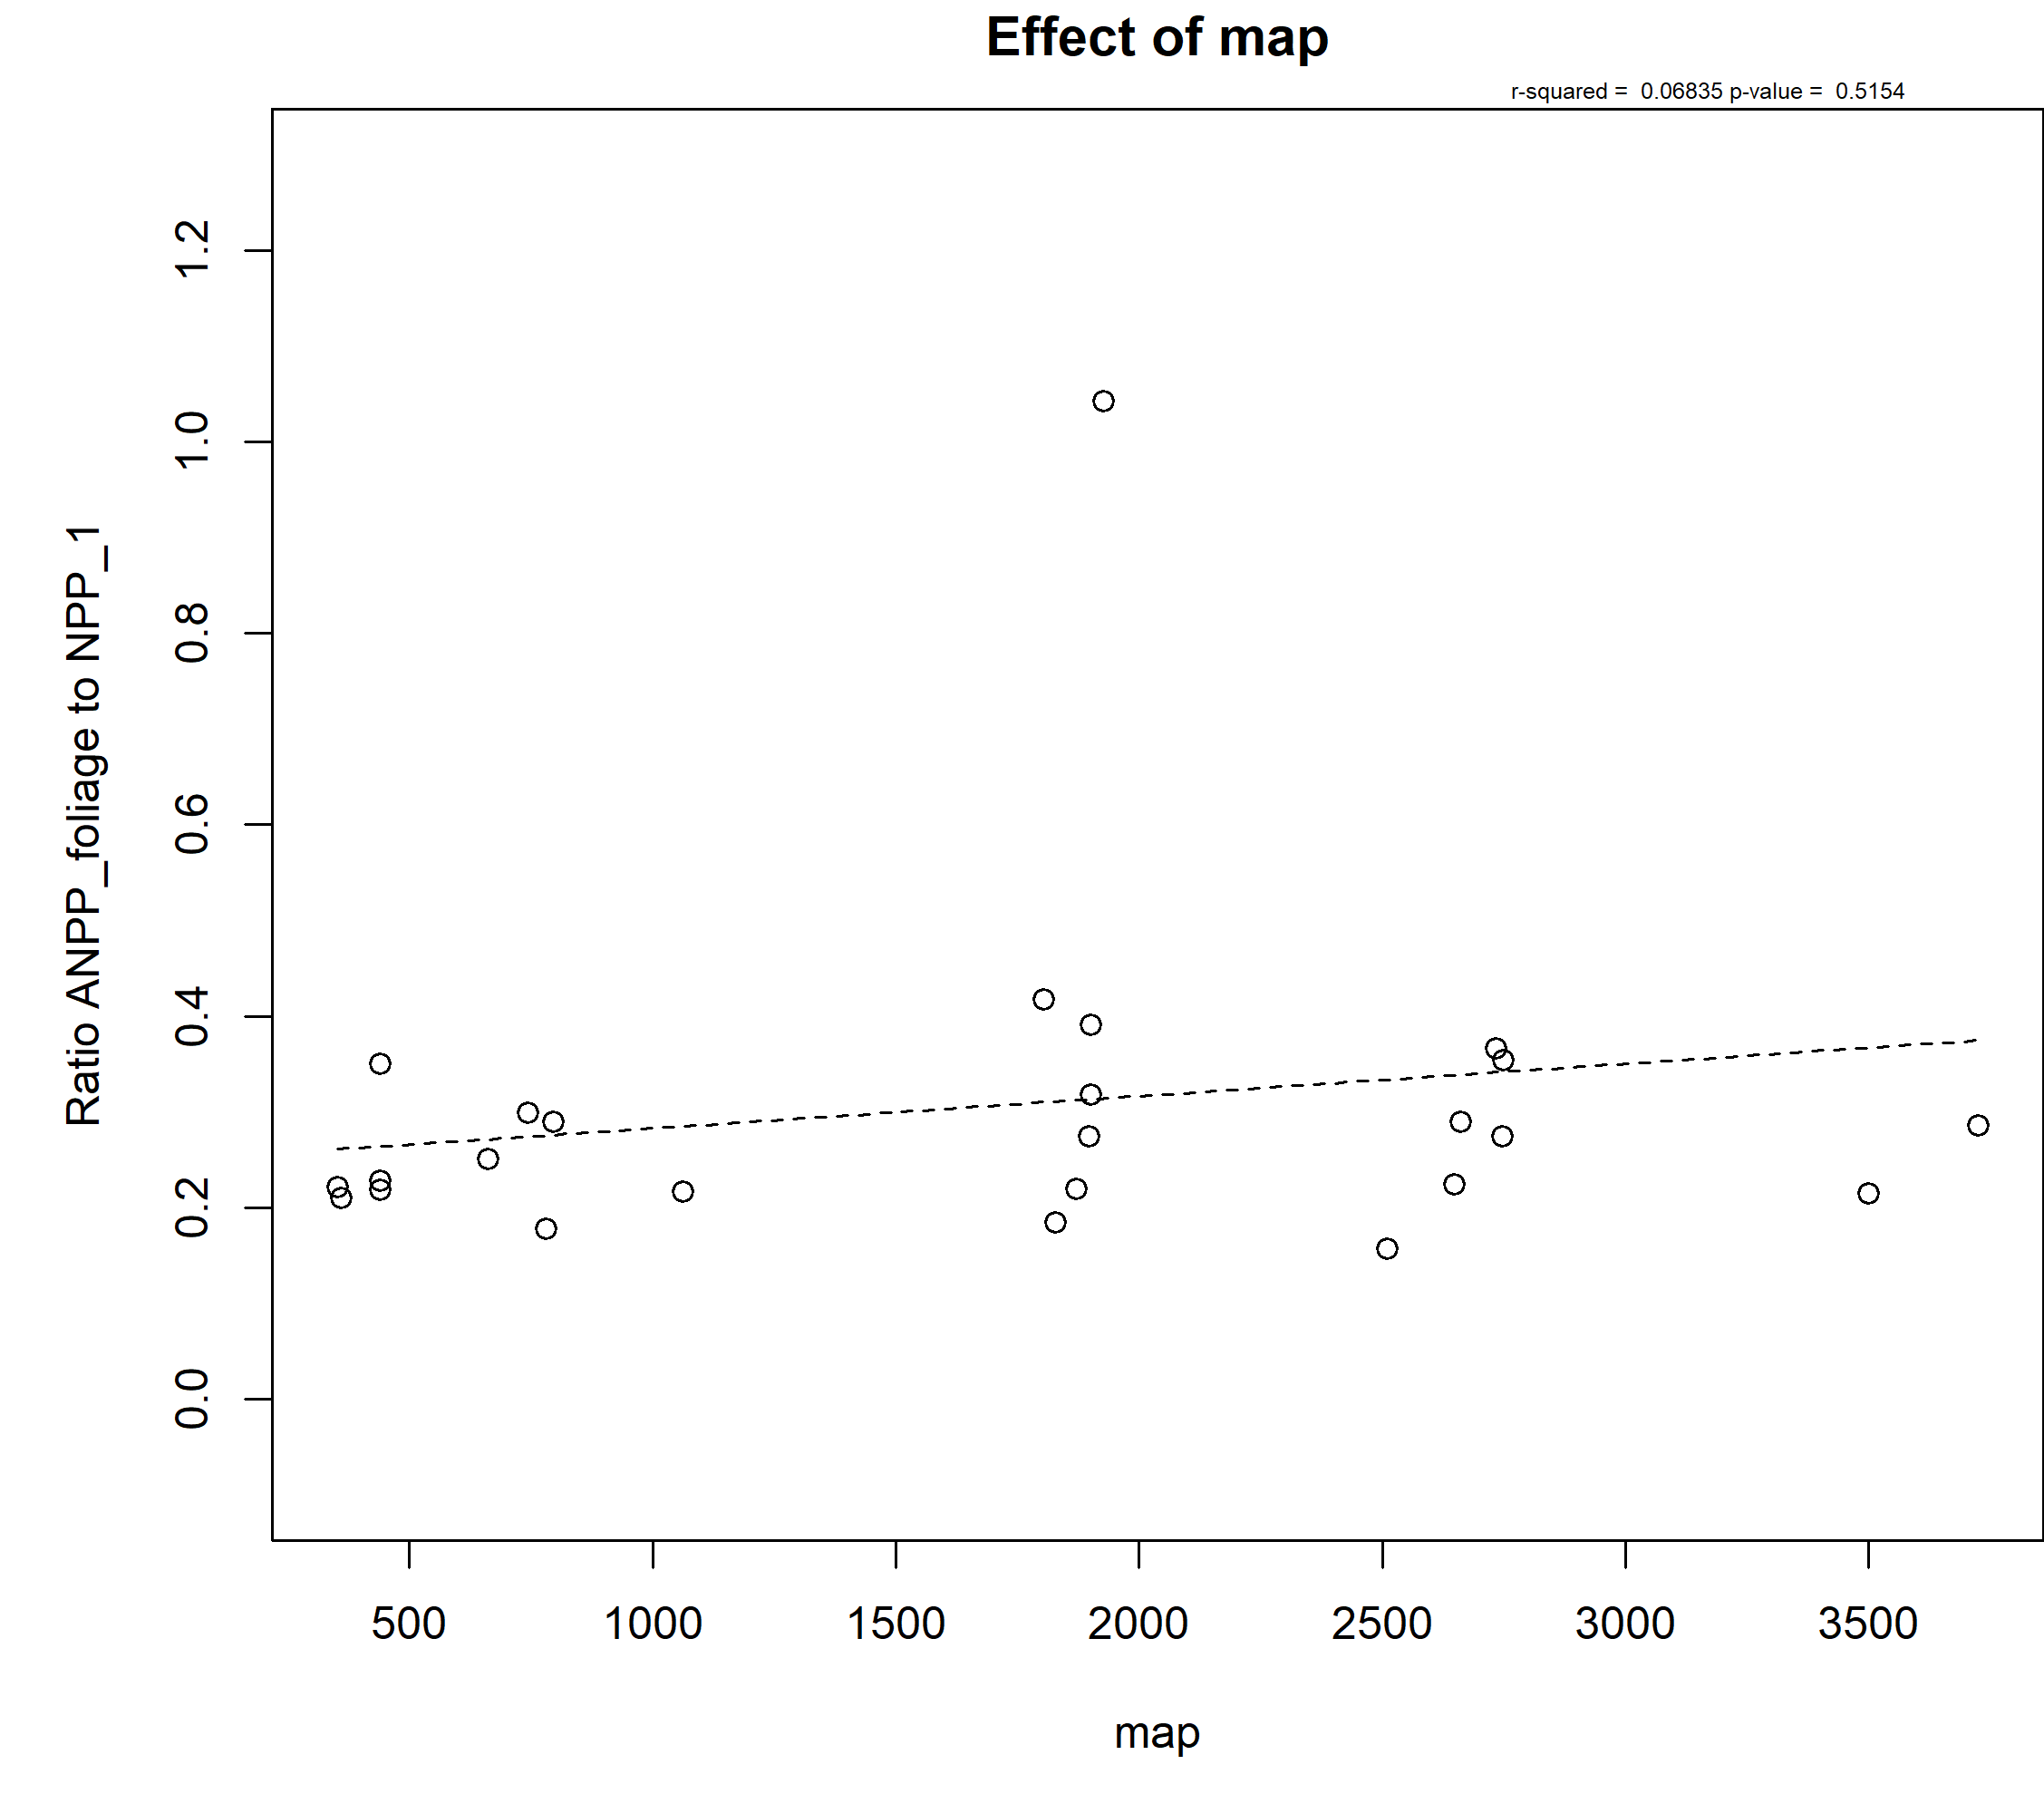 Effect of map
r-squared =  0.06835 p-value =  0.5154
Ratio ANPP_foliage to NPP_1
1.2
1.0
0.8
0.6
0.4
0.2
0.0
500 1000 1500 2000 2500 3000 3500
map